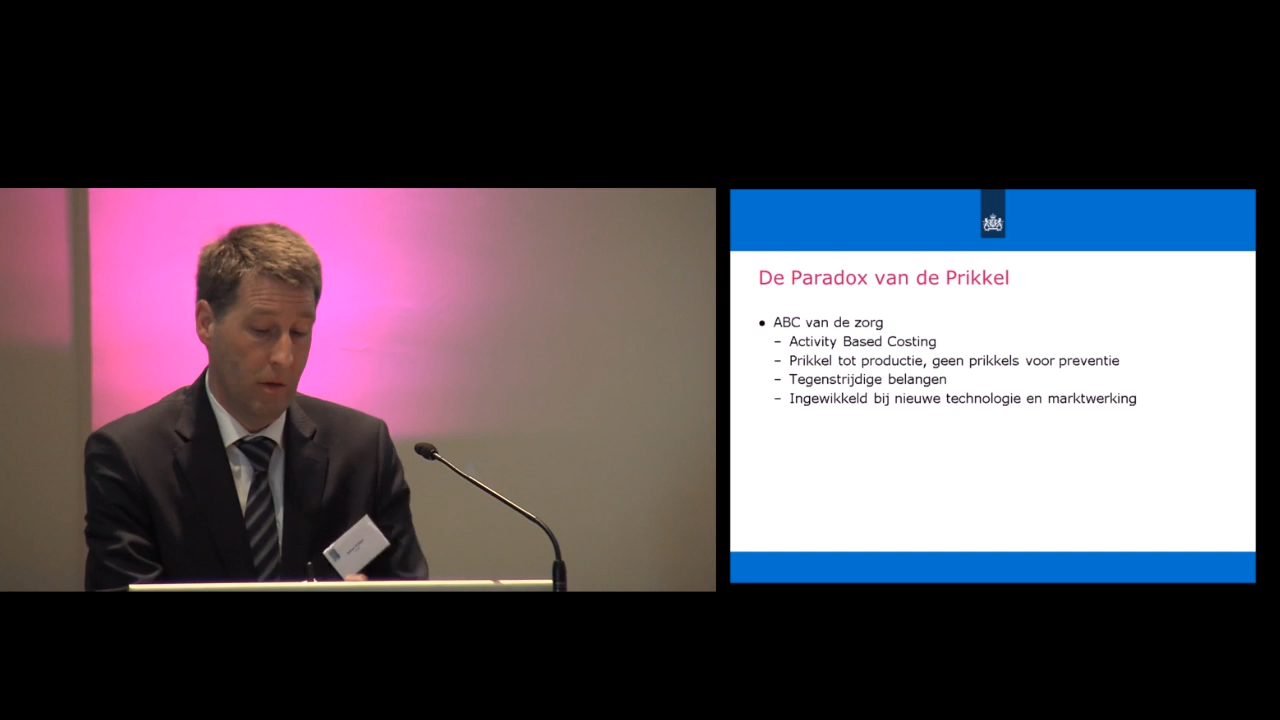 De Paradox van de Prikkel
• ABC van de zorg
– Activity Based Costing
– Prikkel tot productie, geen prikkels voor preventie
– Tegenstrijdige belangen
– Ingewikkeld bij nieuwe technologie en marktwerking